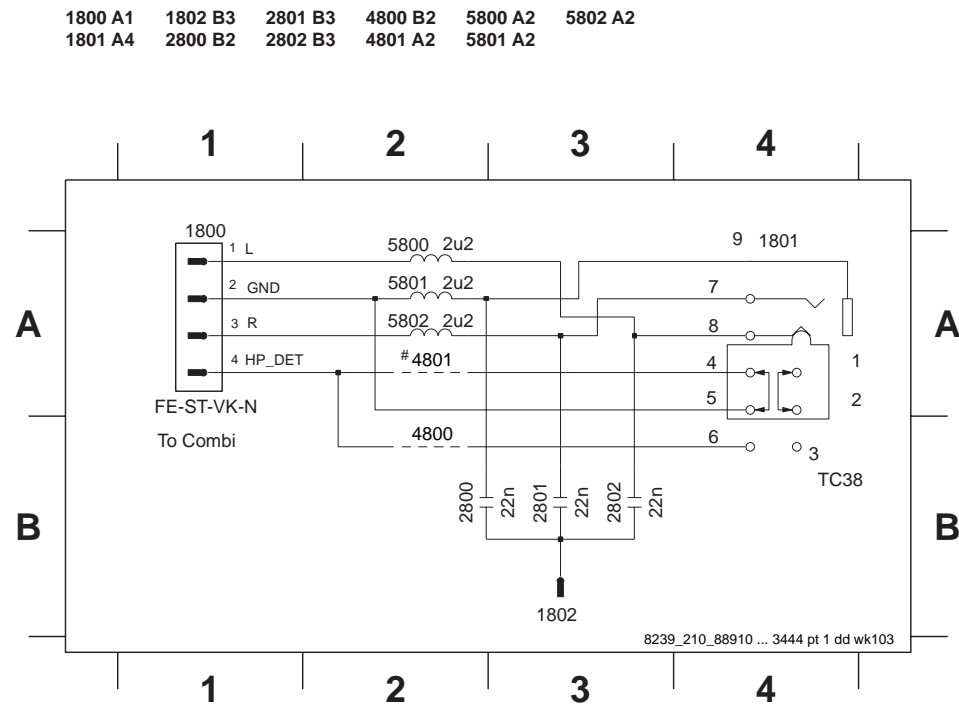 1800 A1 1802 B3 2801 B3 4800 B2 5800 A2 5802 A2
1801 A4 2800 B2 2802 B3 4801 A2 5801 A2
1 2 3 4
1800
1 L
5800 2u2
9 1801
2 GND
5801 2u2
7
A
3 R
5802 2u2
8
A
4 HP_DET
#4801
4
1
5
2
FE-ST-VK-N
To Combi
4800
6
3
TC38
2800
22n
2801
22n
2802
22n
B
B
1802
8239_210_88910 ... 3444 pt 1 dd wk103
1 2 3 4